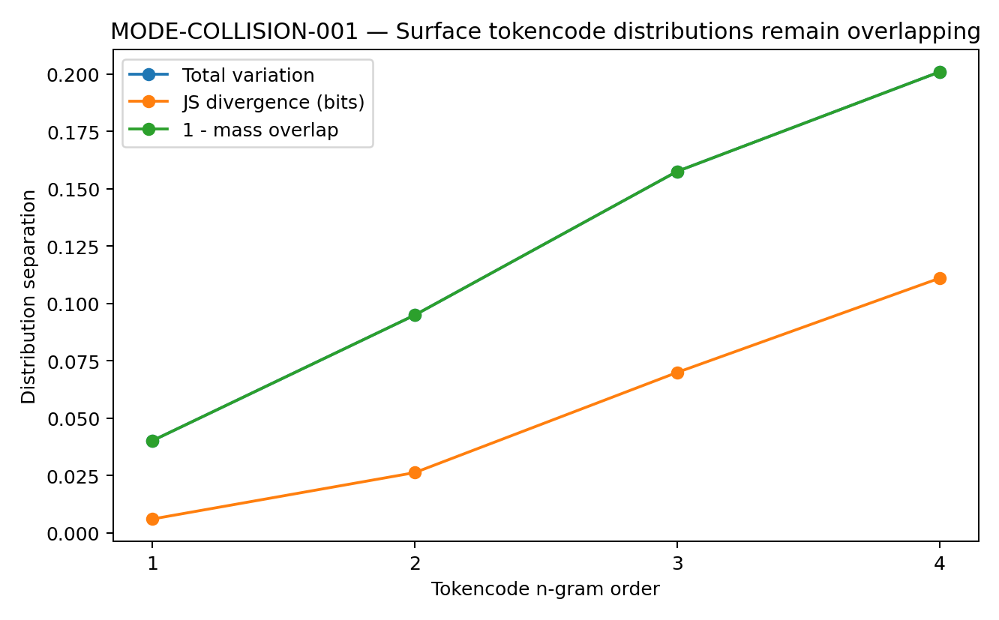 MODE-COLLISION-001 — Surface tokencode distributions remain overlapping
Total variation
JS divergence (bits)
1 - mass overlap
Distribution separation
0.200
0.175
0.150
0.125
0.100
0.075
0.050
0.025
0.000
1 2 3 4
Tokencode n-gram order